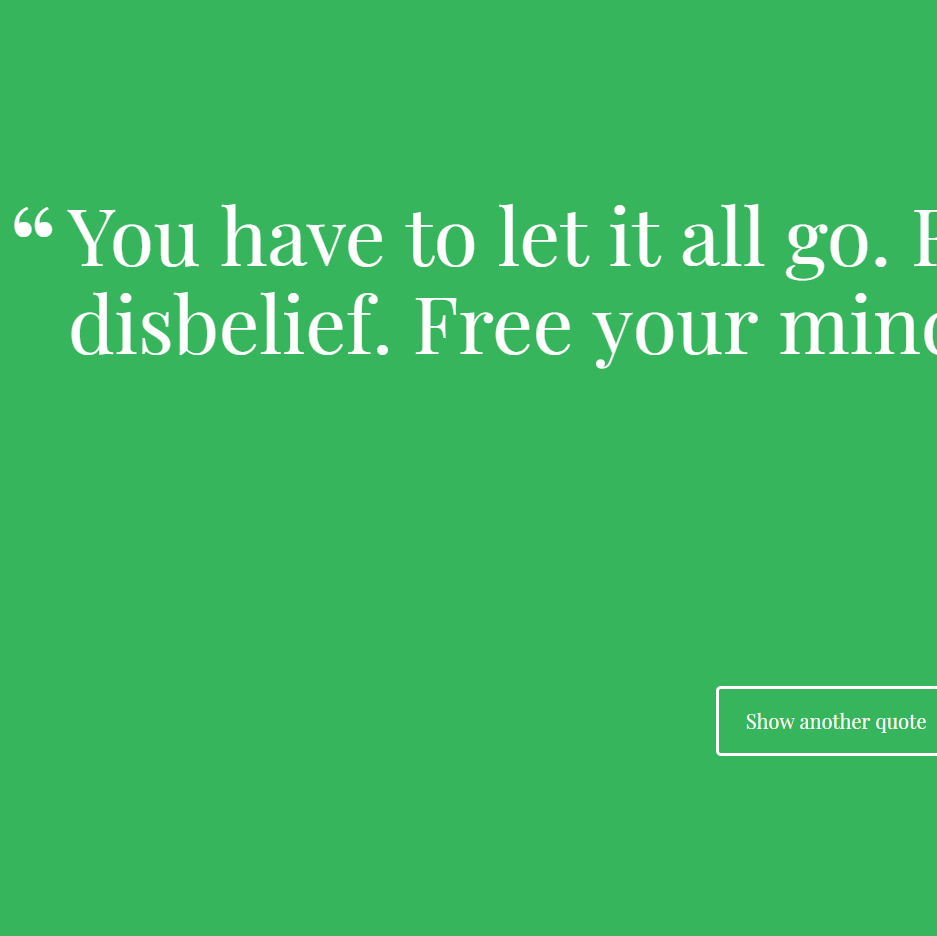 “ You have to let it all go.
disbelief. Free your
Show another quote